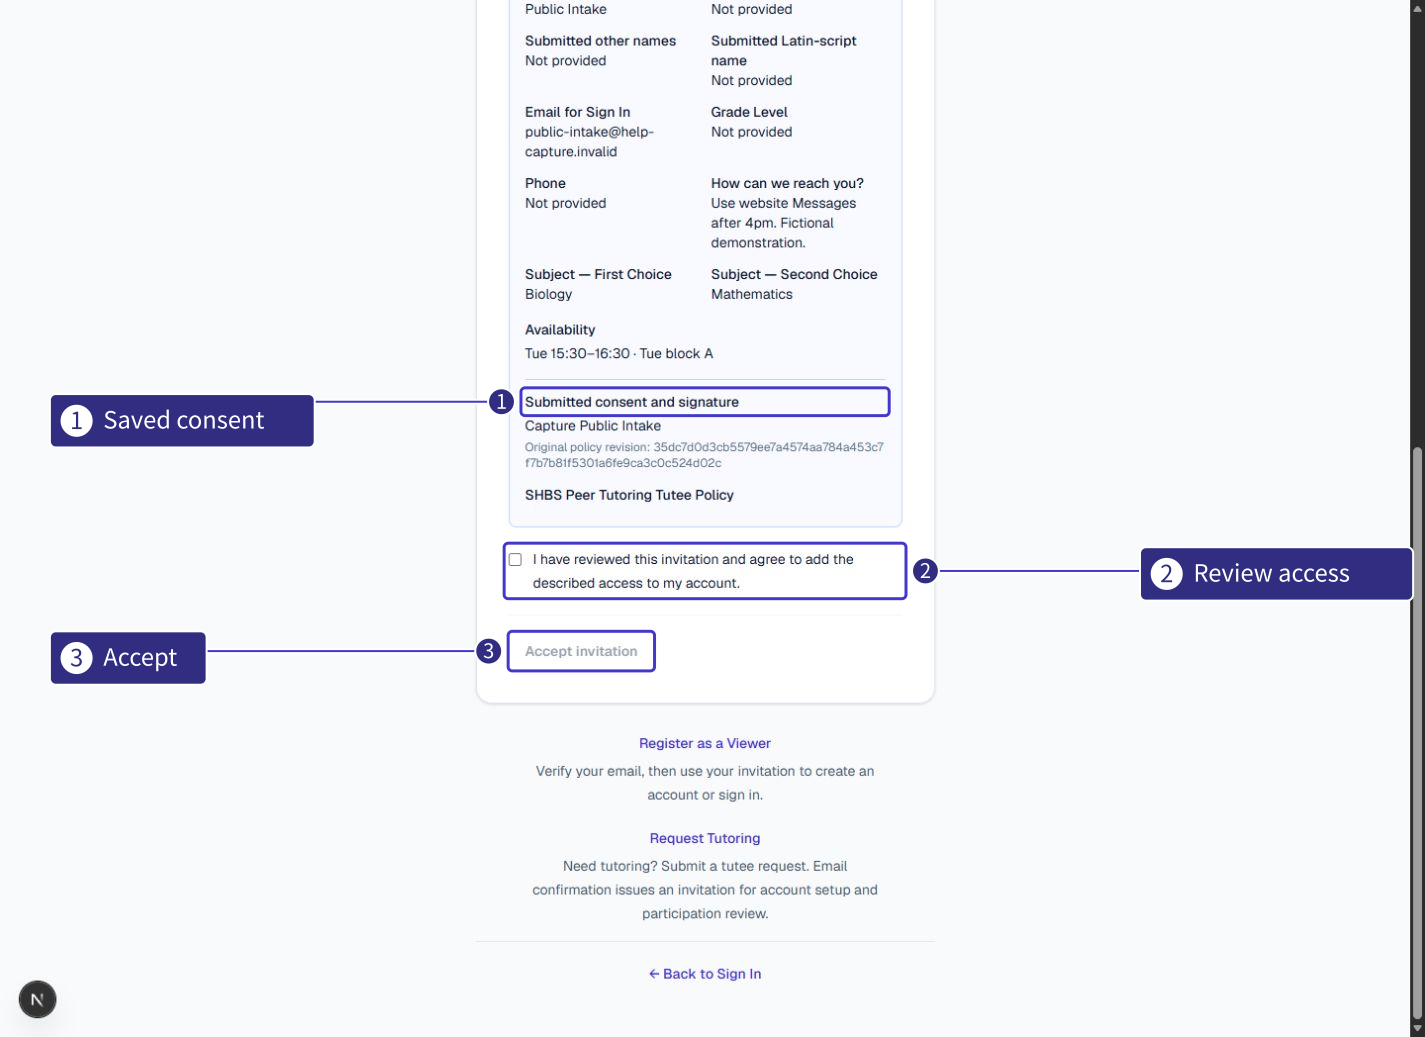 Public Intake
Not provided
Submitted other names
Not provided
Submitted Latin-script
name
Not provided
Email for Sign In
public-intake@help-
capture.invalid
Grade Level
Not provided
Phone
Not provided
How can we reach you?
Use website Messages
after 4pm. Fictional
demonstration.
Subject — First Choice
Biology
Subject — Second Choice
Mathematics
Availability
Tue 15:30–16:30 · Tue block A
1 Saved consent
1
Submitted consent and signature
Capture Public Intake
Original policy revision: 35dc7d0d3cb5579ee7a4574aa784a453c7
f7b7b81f5301a6fe9ca3c0c524d02c
SHBS Peer Tutoring Tutee Policy
I have reviewed this invitation and agree to add the
described access to my account.
2
2 Review access
3 Accept
3
Accept invitation
Register as a Viewer
Verify your email, then use your invitation to create an
account or sign in.
Request Tutoring
Need tutoring? Submit a tutee request. Email
confirmation issues an invitation for account setup and
participation review.
← Back to Sign In
N